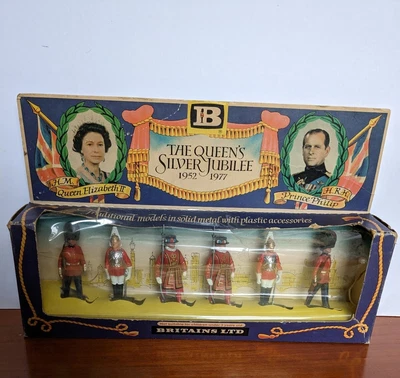 B
THE QUEEN'S
SILVER JUBILEE
1952 1977
H.M.
Queen Elizabeth II
H.R.H.
Prince Philip
Traditional models in solid metal with plastic accessories
BRITAINS LTD